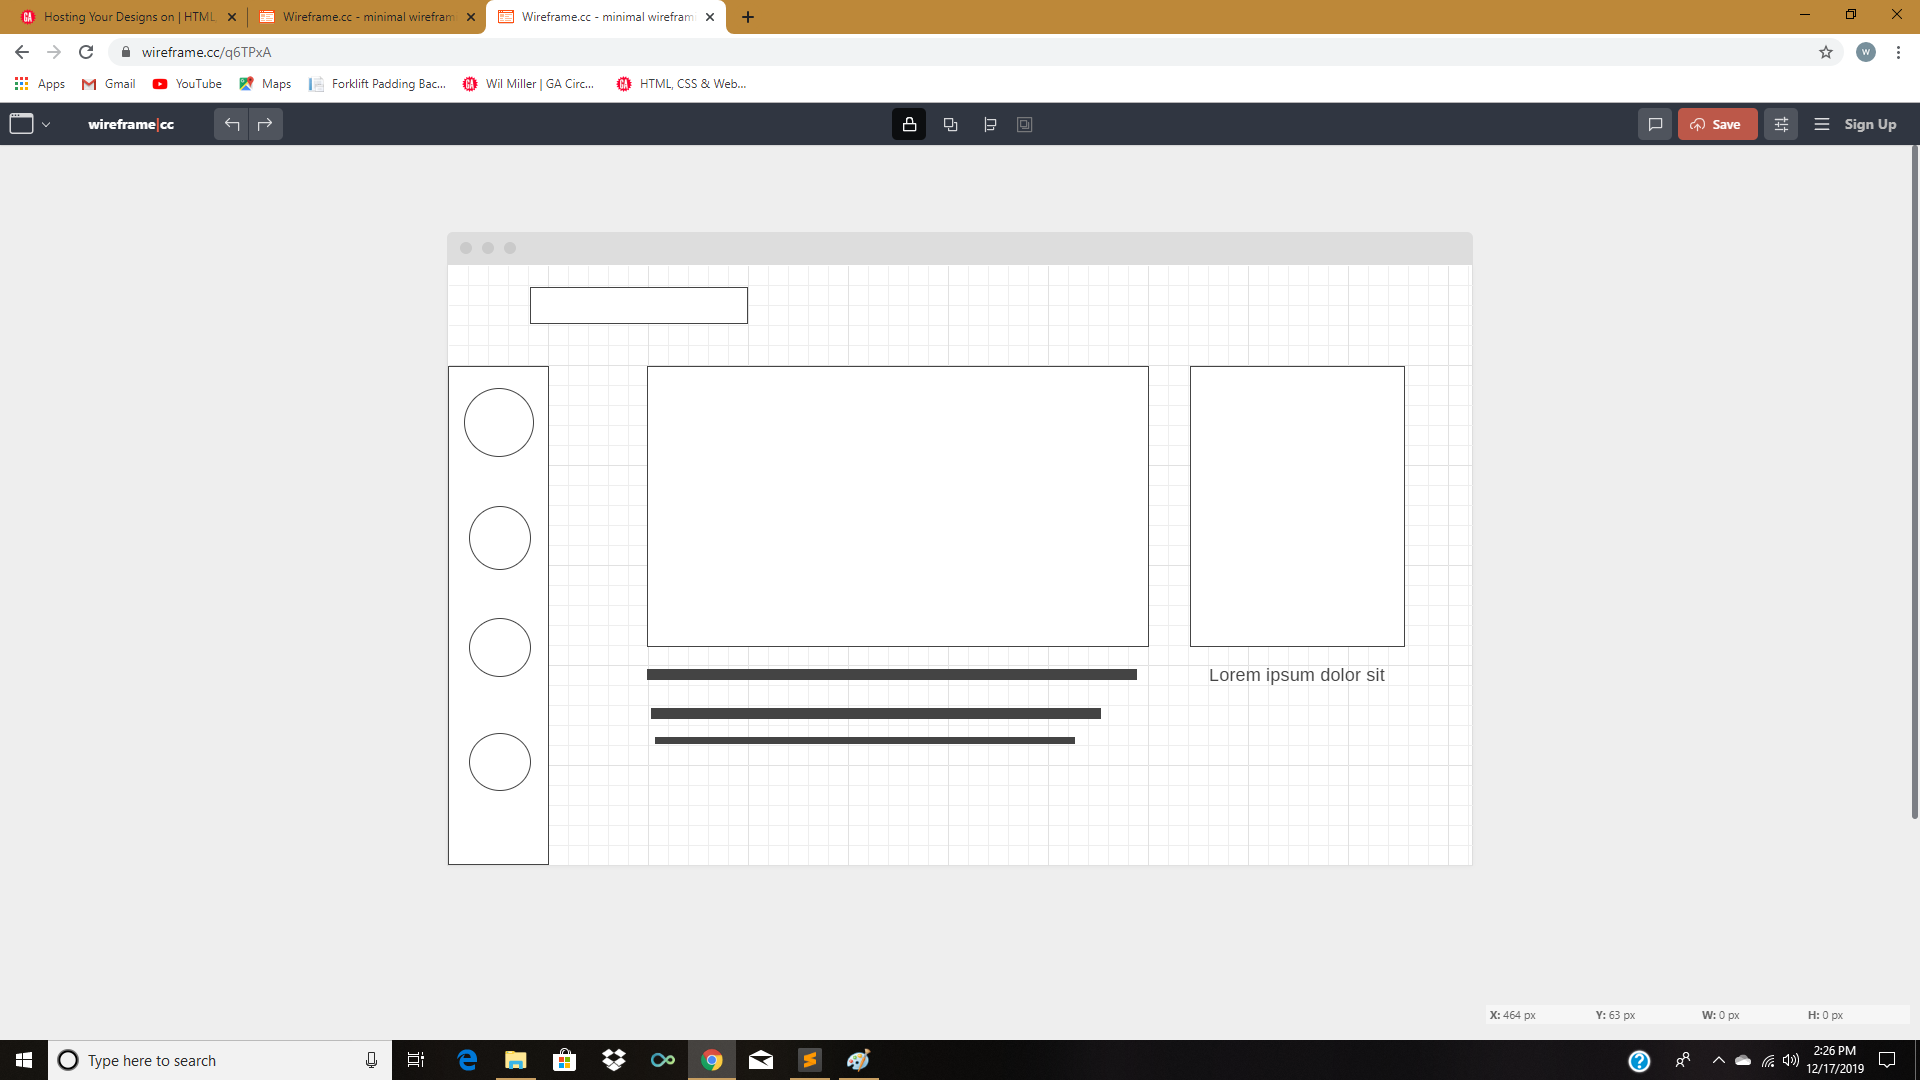 Hosting Your Designs on | HTML,
Wireframe.cc - minimal wirefram
Wireframe.cc - minimal wirefram
wireframe.cc/q6TPxA
W
Apps
Gmail
YouTube
Maps
Forklift Padding Bac...
Wil Miller | GA Circ...
HTML, CSS & Web...
wireframe|cc
Save
Sign Up
Lorem ipsum dolor sit
X: 464 px
Y: 63 px
W: 0 px
H: 0 px
Type here to search
2:26 PM
12/17/2019